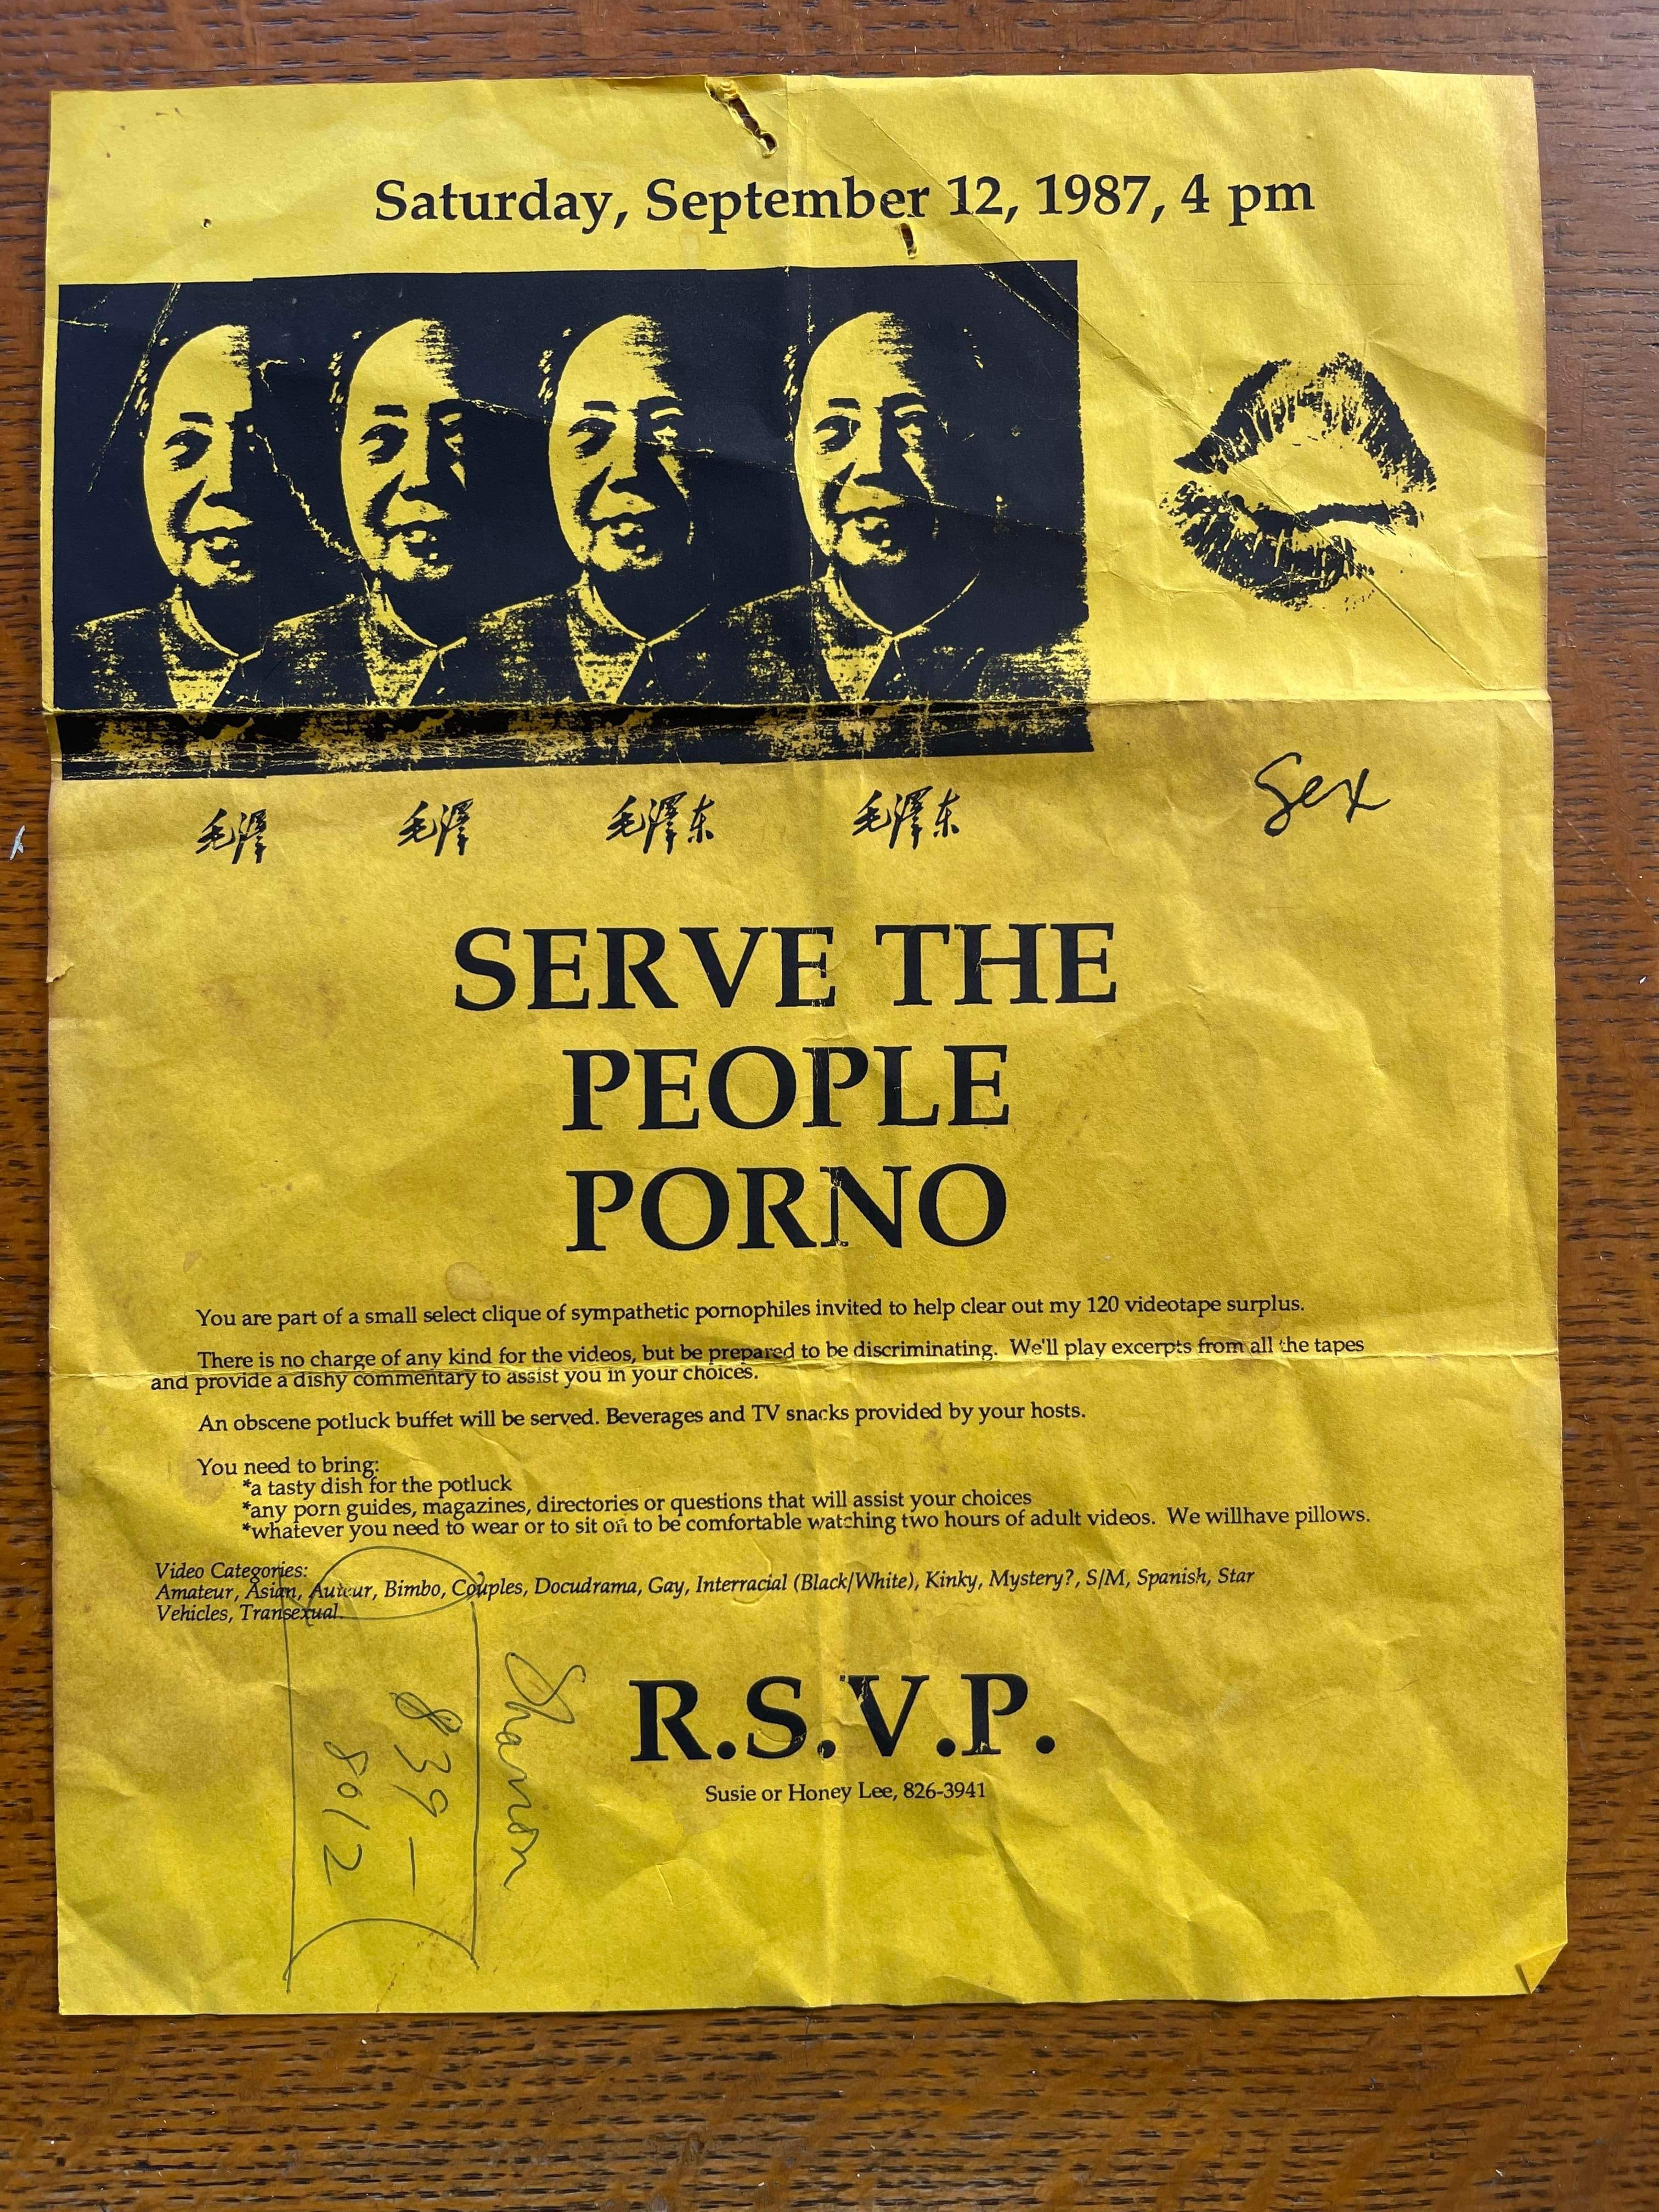 Saturday, September 12, 1987, 4 pm
毛澤 毛澤 毛澤东 毛澤东 Sex
SERVE THE
PEOPLE
PORNO
You are part of a small select clique of sympathetic pornophiles invited to help clear out my 120 videotape surplus.
There is no charge of any kind for the videos, but be prepared to be discriminating. We'll play excerpts from all the tapes
and provide a dishy commentary to assist you in your choices.
An obscene potluck buffet will be served. Beverages and TV snacks provided by your hosts.
You need to bring:
*a tasty dish for the potluck
*any porn guides, magazines, directories or questions that will assist your choices
*whatever you need to wear or to sit on to be comfortable watching two hours of adult videos. We willhave pillows.
Video Categories:
Amateur, Asian, Auteur, Bimbo, Couples, Docudrama, Gay, Interracial (Black/White), Kinky, Mystery?, S/M, Spanish, Star
Vehicles, Transexual.
R.S.V.P.
Susie or Honey Lee, 826-3941
Sharon
839-
8012